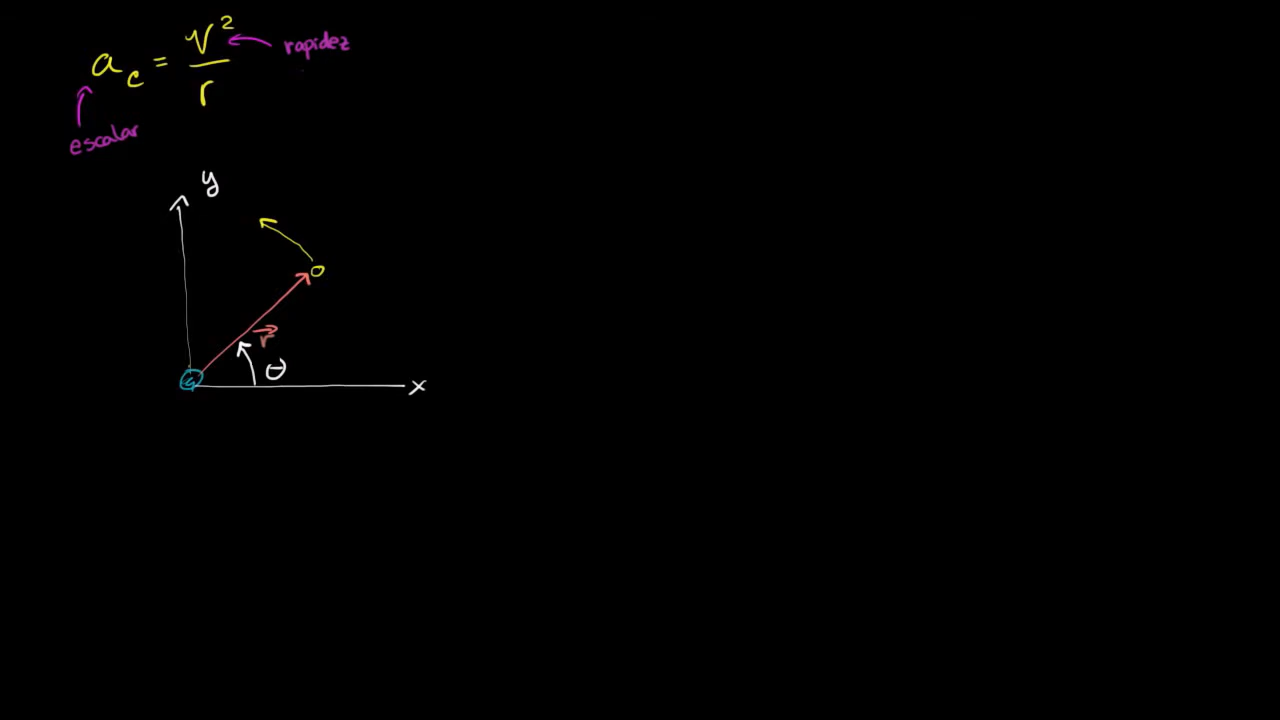 a_c = v²/r
rapidez
escalar
y
r⃗
θ
x